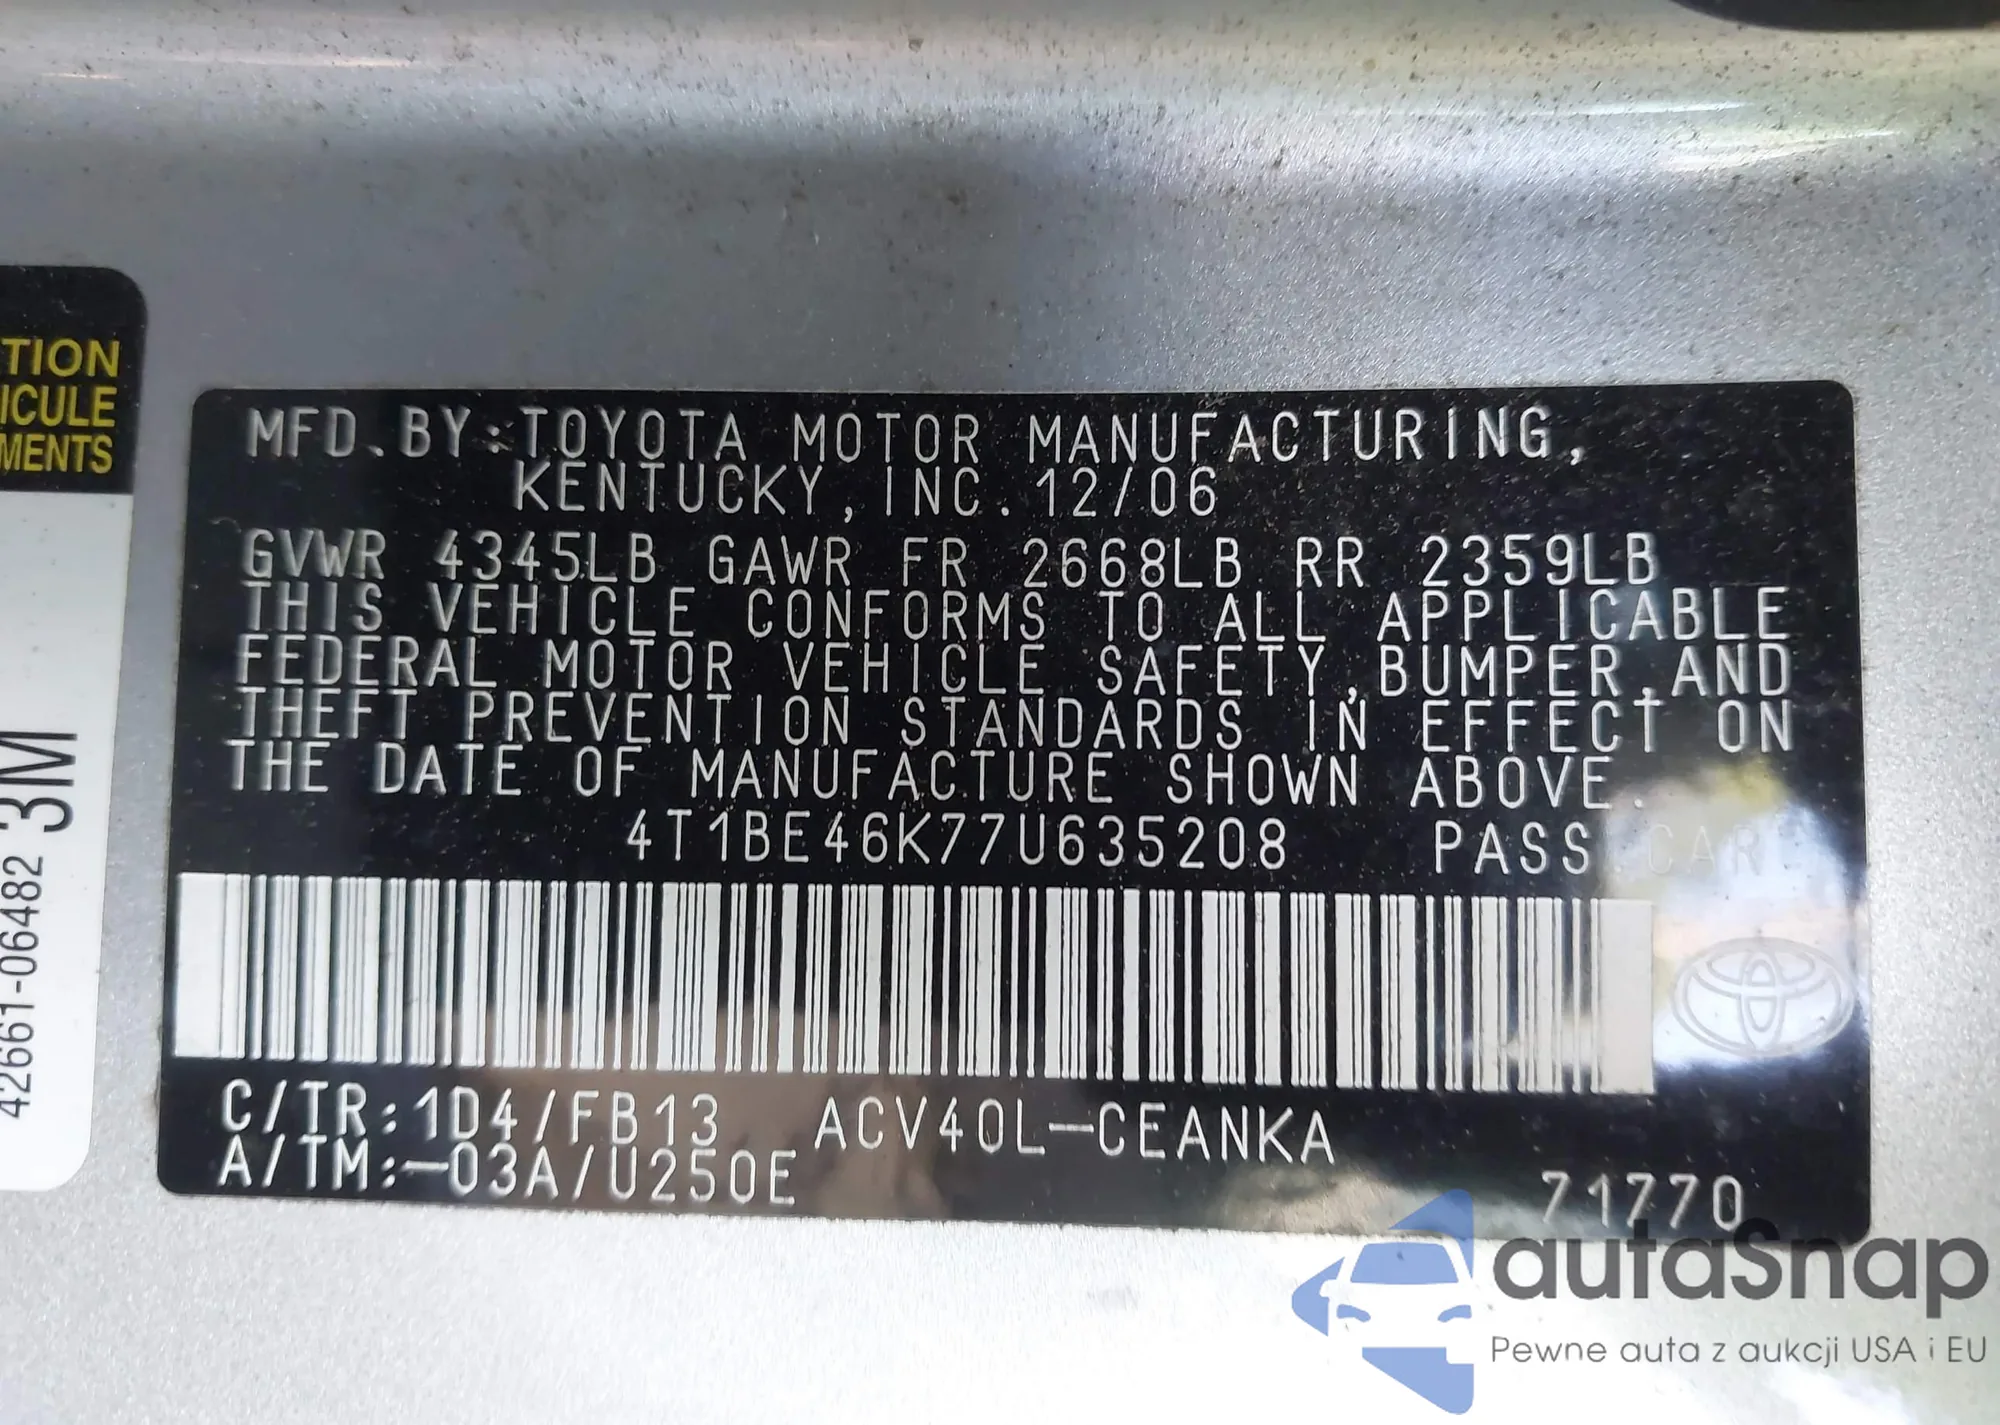 TION
ICULE
MENTS
42661-06482 3M
MFD. BY:TOYOTA MOTOR MANUFACTURING,
KENTUCKY, INC. 12/06
GVWR 4345LB GAWR FR 2668LB RR 2359LB
THIS VEHICLE CONFORMS TO ALL APPLICABLE
FEDERAL MOTOR VEHICLE SAFETY,BUMPER,AND
THEFT PREVENTION STANDARDS IN EFFECT ON
THE DATE OF MANUFACTURE SHOWN ABOVE.
4T1BE46K77U635208 PASS.CAR
C/TR:1D4/FB13 ACV40L-CEANKA
A/TM:-03A/U250E
71770
autaSnap
Pewne auta z aukcji USA i EU